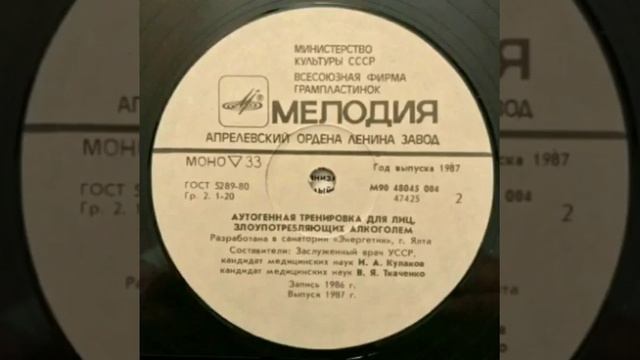 МИНИСТЕРСТВО
КУЛЬТУРЫ СССР
ВСЕСОЮЗНАЯ ФИРМА
ГРАМПЛАСТИНОК
МЕЛОДИЯ
АПРЕЛЕВСКИЙ ОРДЕНА ЛЕНИНА ЗАВОД
МОНО ▽ 33
Год выпуска 1987
ГОСТ 5289-80
Гр. 2. 1-20
М90 48045 004
47425
2
АУТОГЕННАЯ ТРЕНИРОВКА ДЛЯ ЛИЦ,
ЗЛОУПОТРЕБЛЯЮЩИХ АЛКОГОЛЕМ
Разработана в санатории «Энергетик», г. Ялта
Составители: Заслуженный врач УССР,
кандидат медицинских наук И. А. Кулаков
кандидат медицинских наук В. Я. Ткаченко
Запись 1986 г.
Выпуск 1987 г.